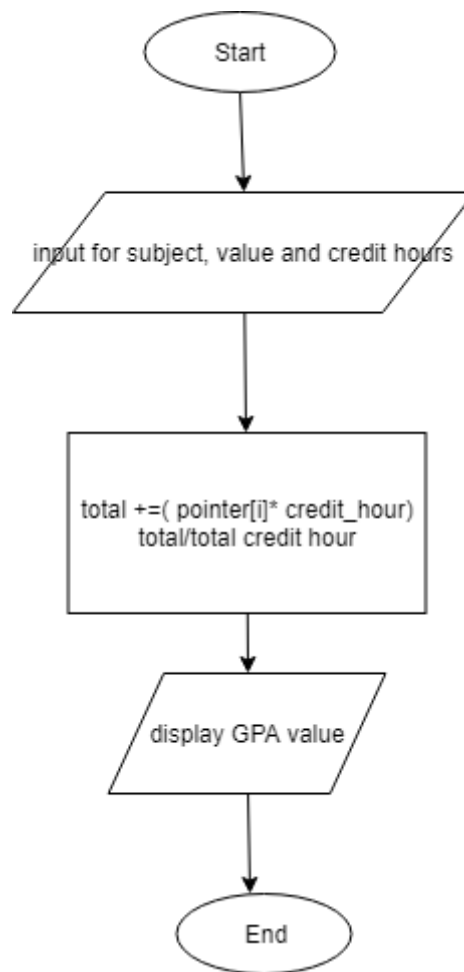 Start
input for subject, value and credit hours
total +=( pointer[i]* credit_hour)
total/total credit hour
display GPA value
End